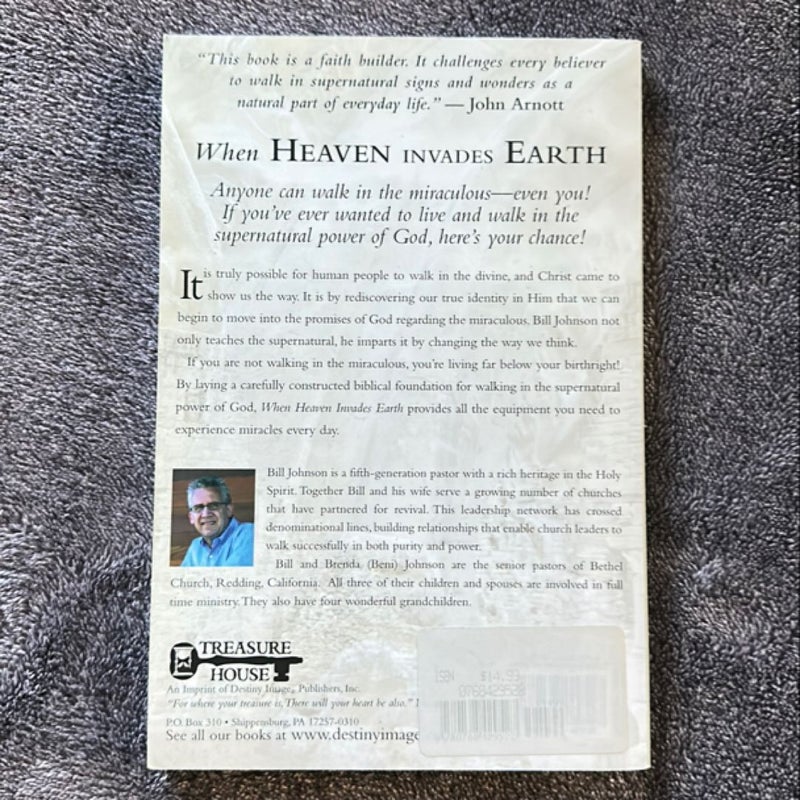 “This book is a faith builder. It challenges every believer
to walk in supernatural signs and wonders as a
natural part of everyday life.” — John Arnott
When HEAVEN INVADES EARTH
Anyone can walk in the miraculous—even you!
If you’ve ever wanted to live and walk in the
supernatural power of God, here’s your chance!
It is truly possible for human people to walk in the divine, and Christ came to
show us the way. It is by rediscovering our true identity in Him that we can
begin to move into the promises of God regarding the miraculous. Bill Johnson not
only teaches the supernatural, he imparts it by changing the way we think.
If you are not walking in the miraculous, you’re living far below your birthright!
By laying a carefully constructed biblical foundation for walking in the supernatural
power of God, When Heaven Invades Earth provides all the equipment you need to
experience miracles every day.
Bill Johnson is a fifth-generation pastor with a rich heritage in the Holy
Spirit. Together Bill and his wife serve a growing number of churches
that have partnered for revival. This leadership network has crossed
denominational lines, building relationships that enable church leaders to
walk successfully in both purity and power.
Bill and Brenda (Beni) Johnson are the senior pastors of Bethel
Church, Redding, California. All three of their children and spouses are involved in full
time ministry. They also have four wonderful grandchildren.
TREASURE
HOUSE
An Imprint of Destiny Image® Publishers, Inc.
“For where your treasure is, There will your heart be also.”
P.O. Box 310 • Shippensburg, PA 17257-0310
See all our books at www.destinyimage
ISBN $14.99
0768429528